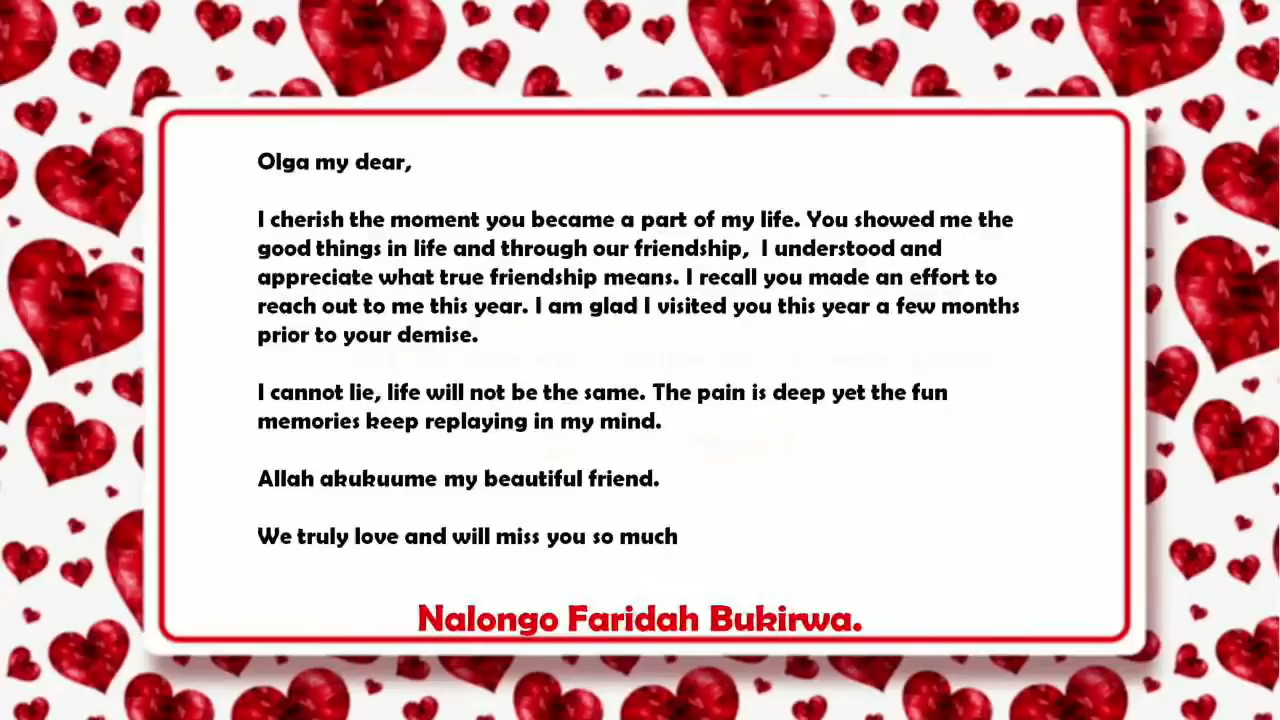 Olga my dear,
I cherish the moment you became a part of my life. You showed me the
good things in life and through our friendship,  I understood and
appreciate what true friendship means. I recall you made an effort to
reach out to me this year. I am glad I visited you this year a few months
prior to your demise.
I cannot lie, life will not be the same. The pain is deep yet the fun
memories keep replaying in my mind.
Allah akukuume my beautiful friend.
We truly love and will miss you so much
Nalongo Faridah Bukirwa.